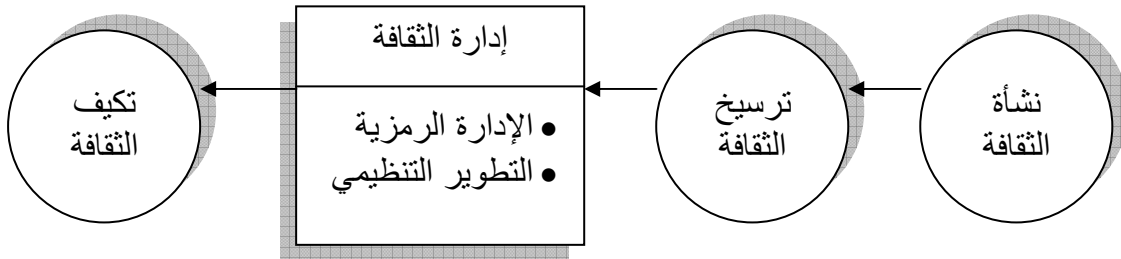 نشأة
الثقافة
ترسيخ
الثقافة
إدارة الثقافة
• الإدارة الرمزية
• التطوير التنظيمي
تكيف
الثقافة